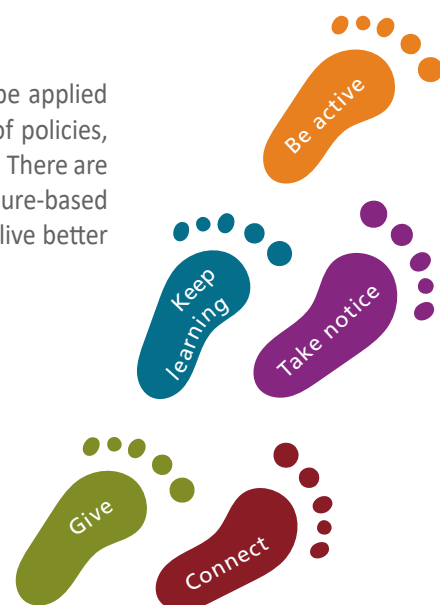 be applied
of policies,
There are
ure-based
live better
Be active
Keep
learning
Take notice
Give
Connect